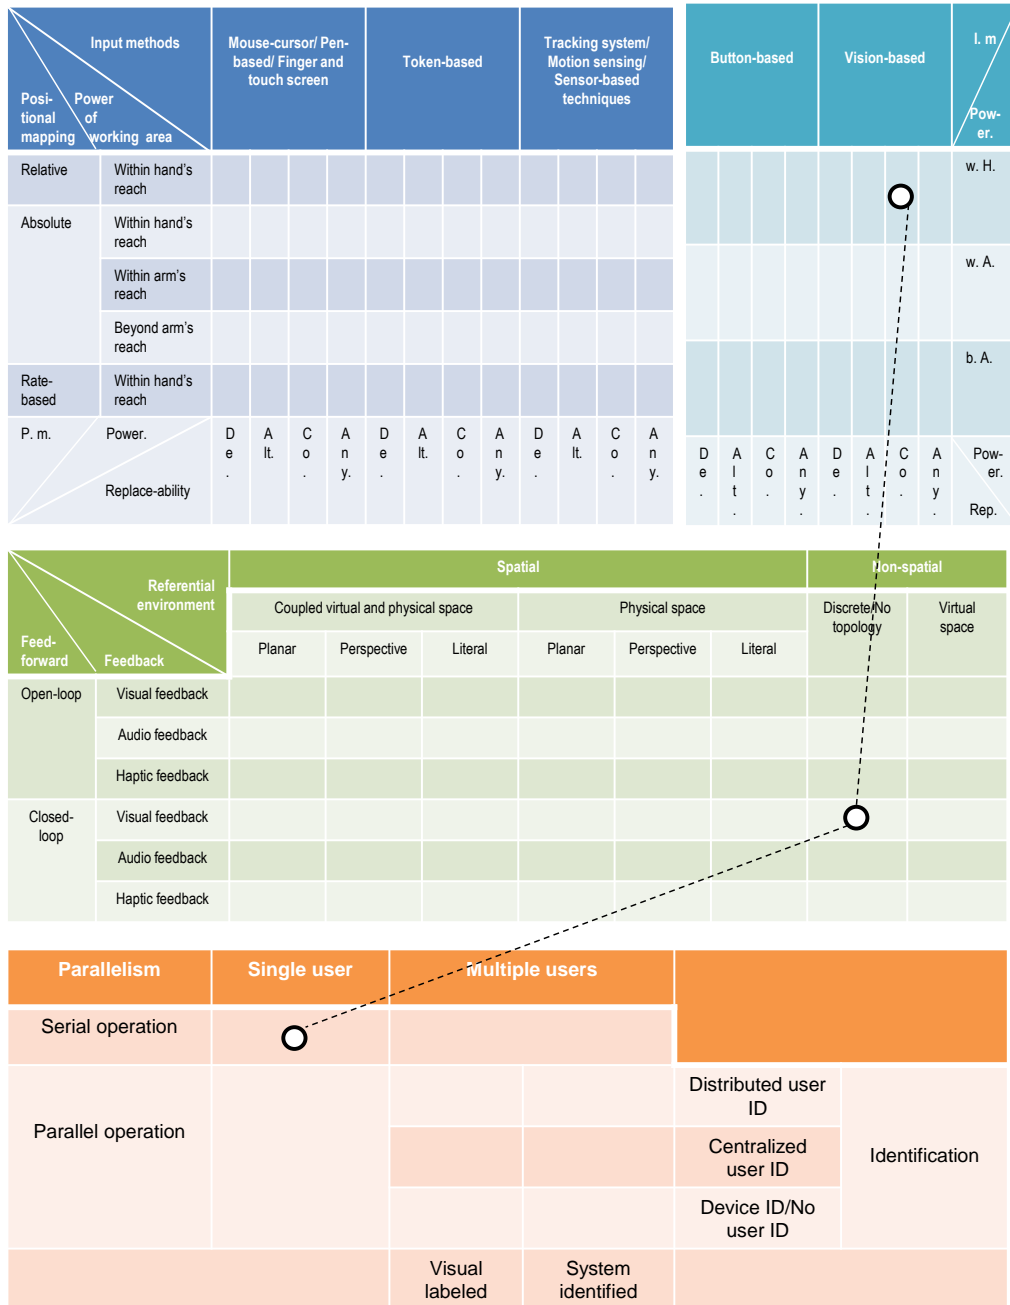 Input methods
Posi-
tional
mapping
Power
of
working area
Mouse-cursor/ Pen-
based/ Finger and
touch screen
Token-based
Tracking system/
Motion sensing/
Sensor-based
techniques
Relative
Within hand's
reach
Absolute
Within hand's
reach
Within arm's
reach
Beyond arm's
reach
Rate-
based
Within hand's
reach
P. m.
Power.
Replace-ability
D
e
.
A
lt.
C
o
.
A
n
y.
D
e
.
A
lt.
C
o
.
A
n
y.
D
e
.
A
lt.
C
o
.
A
n
y.
Button-based
Vision-based
I. m
Pow-
er.
w. H.
w. A.
b. A.
D
e
.
A
l
t
.
C
o
.
A
n
y
.
D
e
.
A
l
t
.
C
o
.
A
n
y
.
Pow-
er.
Rep.
Referential
environment
Feed-
forward
Feedback
Spatial
Non-spatial
Coupled virtual and physical space
Physical space
Discrete/No
topology
Virtual
space
Planar
Perspective
Literal
Planar
Perspective
Literal
Open-loop
Visual feedback
Audio feedback
Haptic feedback
Closed-
loop
Visual feedback
Audio feedback
Haptic feedback
Parallelism
Single user
Multiple users
Serial operation
Parallel operation
Distributed user
ID
Centralized
user ID
Device ID/No
user ID
Identification
Visual
labeled
System
identified